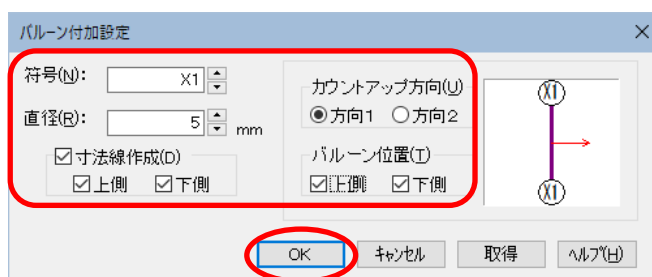 バルーン付加設定
符号(N): X1
直径(R): 5 mm
☑寸法線作成(D)
☑上側 ☑下側
カウントアップ方向(U)
◉方向1 ○方向2
バルーン位置(T)
☑上側 ☑下側
X1
X1
OK キャンセル 取得 ヘルプ(H)